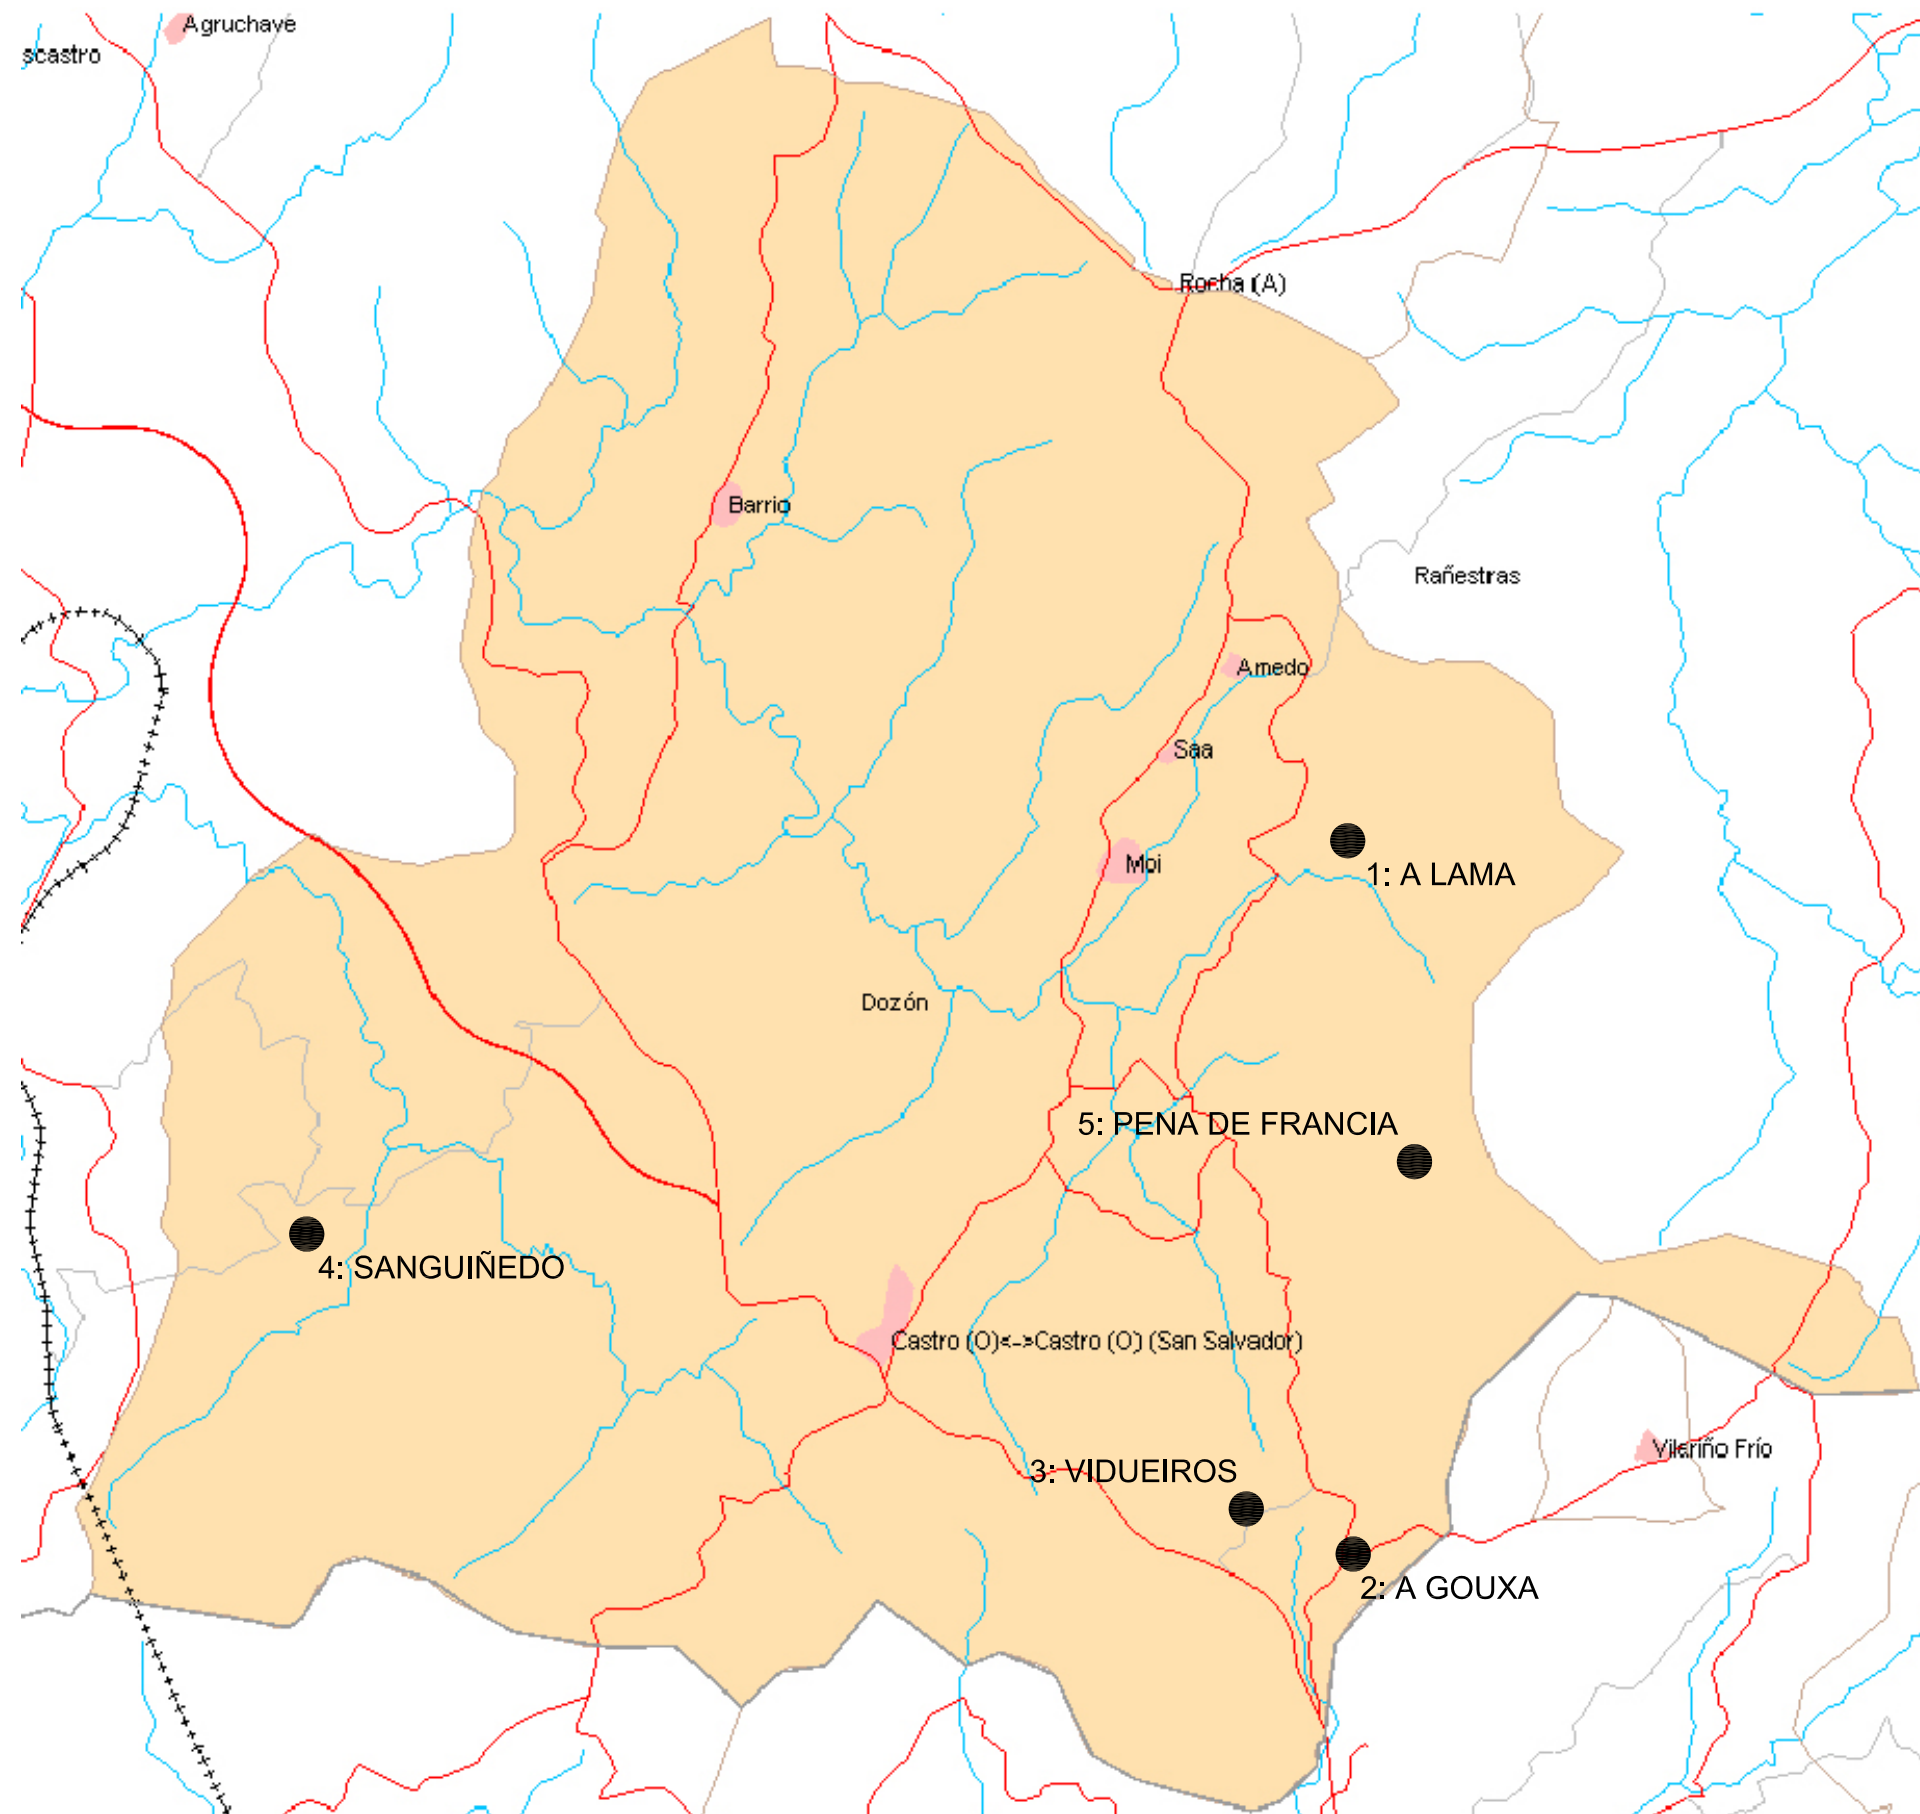 Agruchave
scastro
Rocha (A)
Barrio
Rañestras
Arnedo
Saa
Moi
1: A LAMA
Dozón
5: PENA DE FRANCIA
4: SANGUIÑEDO
Castro (O)<->Castro (O) (San Salvador)
Vilariño Frío
3: VIDUEIROS
2: A GOUXA